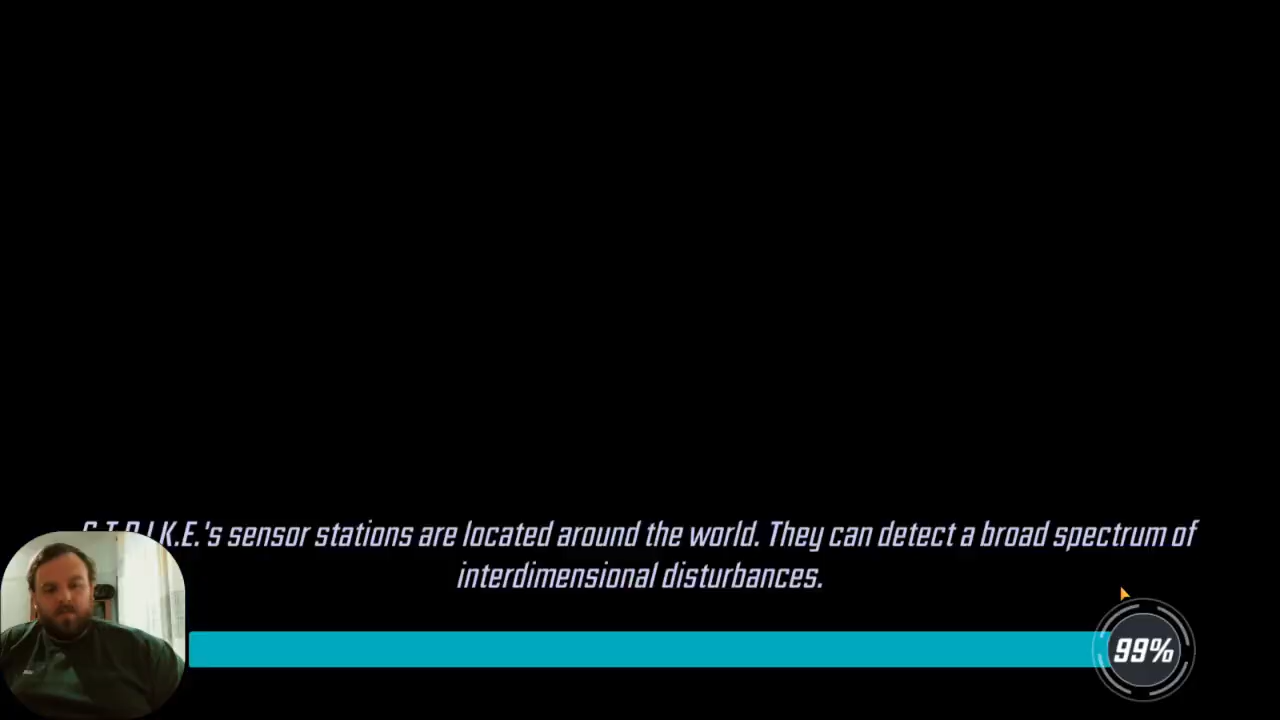 K.E.'s sensor stations are located around the world. They can detect a broad spectrum of
interdimensional disturbances.
99%